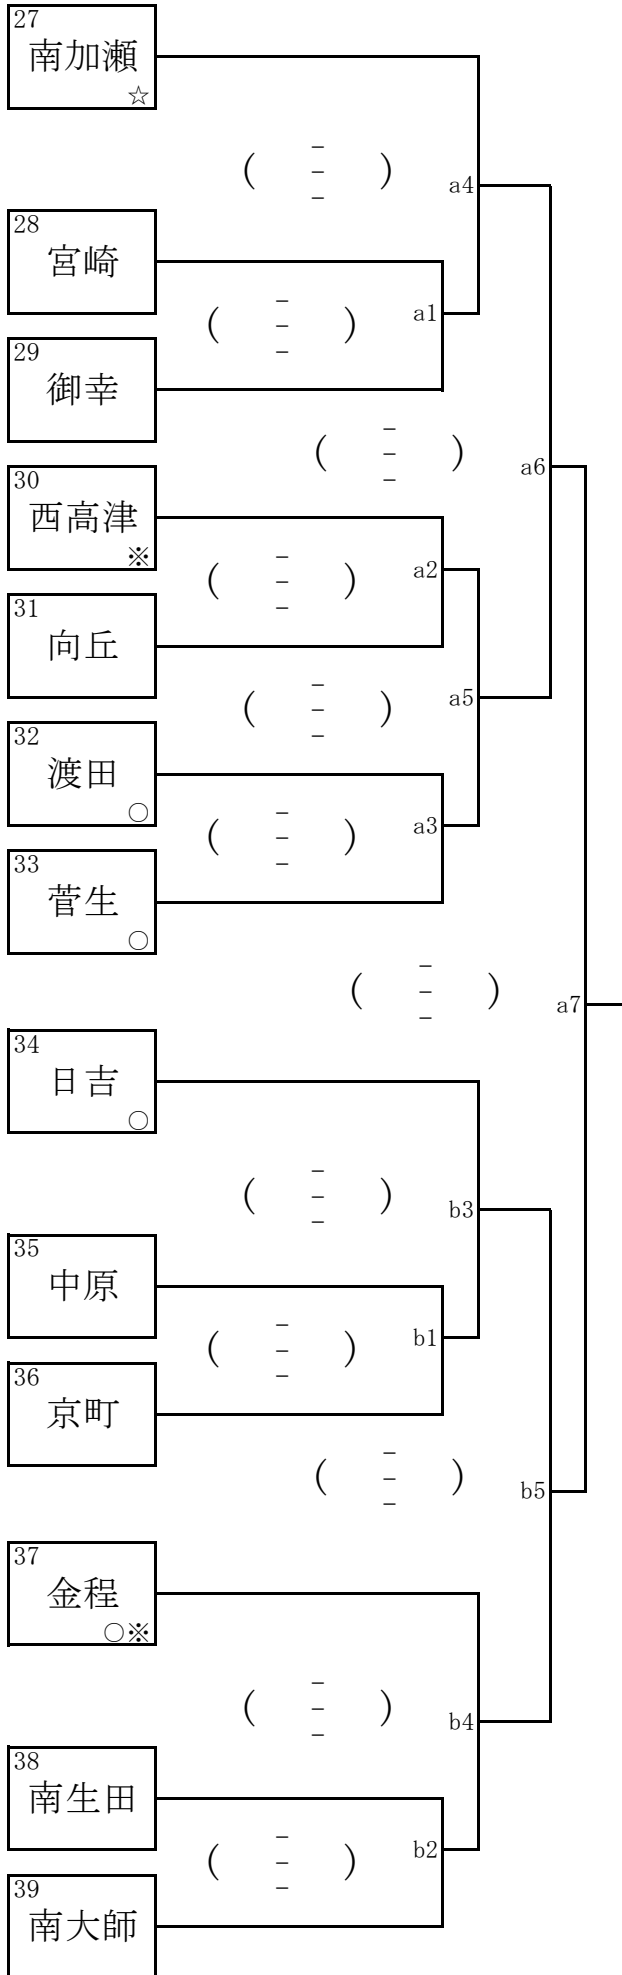 27
南加瀬
☆
-
( - )
-
a4
28
宮崎
-
( - )
-
a1
29
御幸
-
( - )
-
a6
30
西高津
※
-
( - )
-
a2
31
向丘
-
( - )
-
a5
32
渡田
○
-
( - )
-
a3
33
菅生
○
-
( - )
-
a7
34
日吉
○
-
( - )
-
b3
35
中原
-
( - )
-
b1
36
京町
-
( - )
-
b5
37
金程
○※
-
( - )
-
b4
38
南生田
-
( - )
-
b2
39
南大師